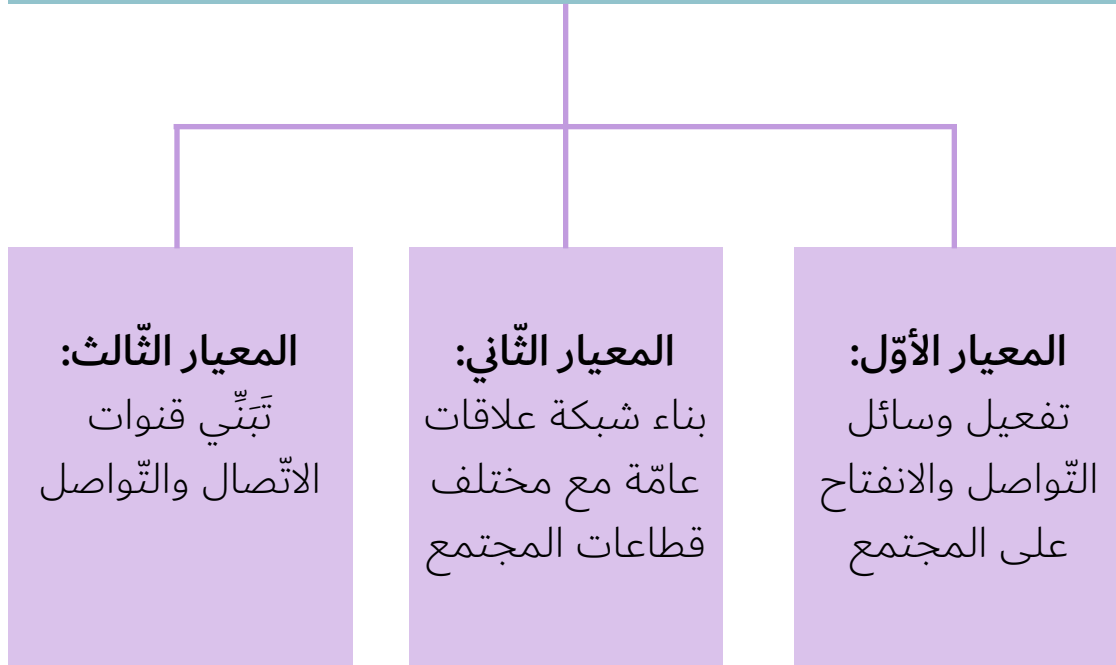 المعيار الأوّل:
تفعيل وسائل
التّواصل والانفتاح
على المجتمع
المعيار الثّاني:
بناء شبكة علاقات
عامّة مع مختلف
قطاعات المجتمع
المعيار الثّالث:
تَبَنِّي قنوات
الاتّصال والتّواصل